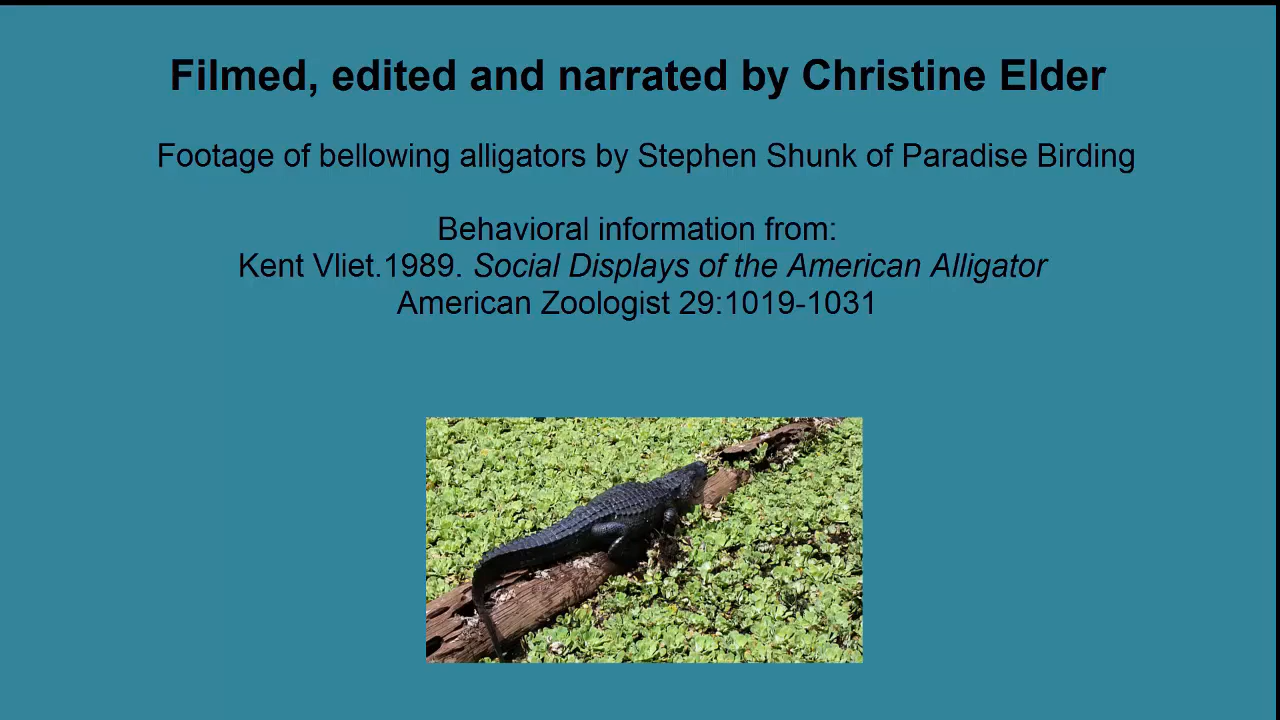 Filmed, edited and narrated by Christine Elder
Footage of bellowing alligators by Stephen Shunk of Paradise Birding
Behavioral information from:
Kent Vliet.1989. Social Displays of the American Alligator
American Zoologist 29:1019-1031